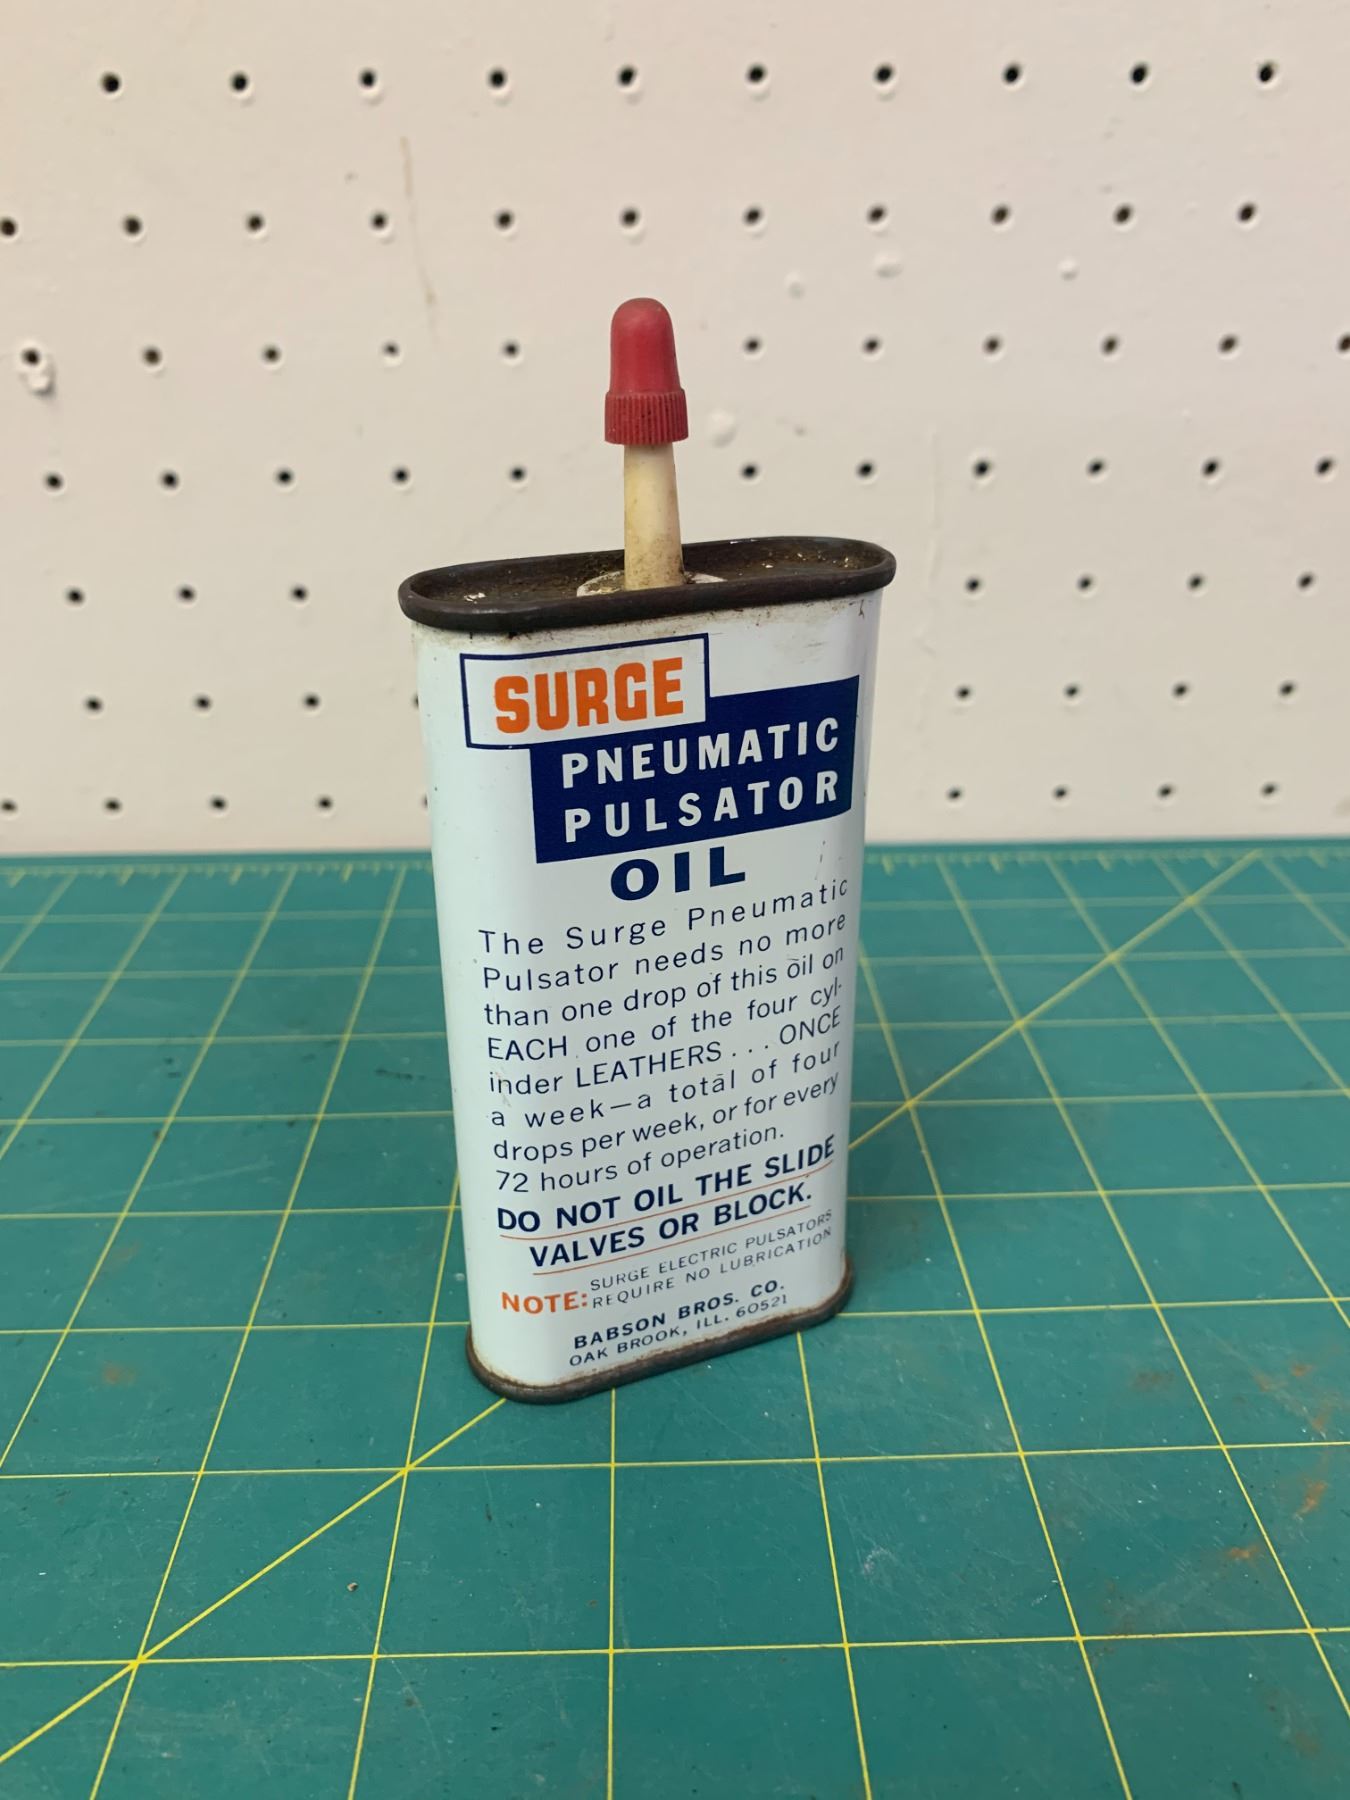 SURGE
PNEUMATIC
PULSATOR
OIL
The Surge Pneumatic
Pulsator needs no more
than one drop of this oil on
EACH one of the four cyl-
inder LEATHERS . . . ONCE
a week—a total of four
drops per week, or for every
72 hours of operation.
DO NOT OIL THE SLIDE
VALVES OR BLOCK.
NOTE: SURGE ELECTRIC PULSATORS
REQUIRE NO LUBRICATION
BABSON BROS. CO.
OAK BROOK, ILL. 60521